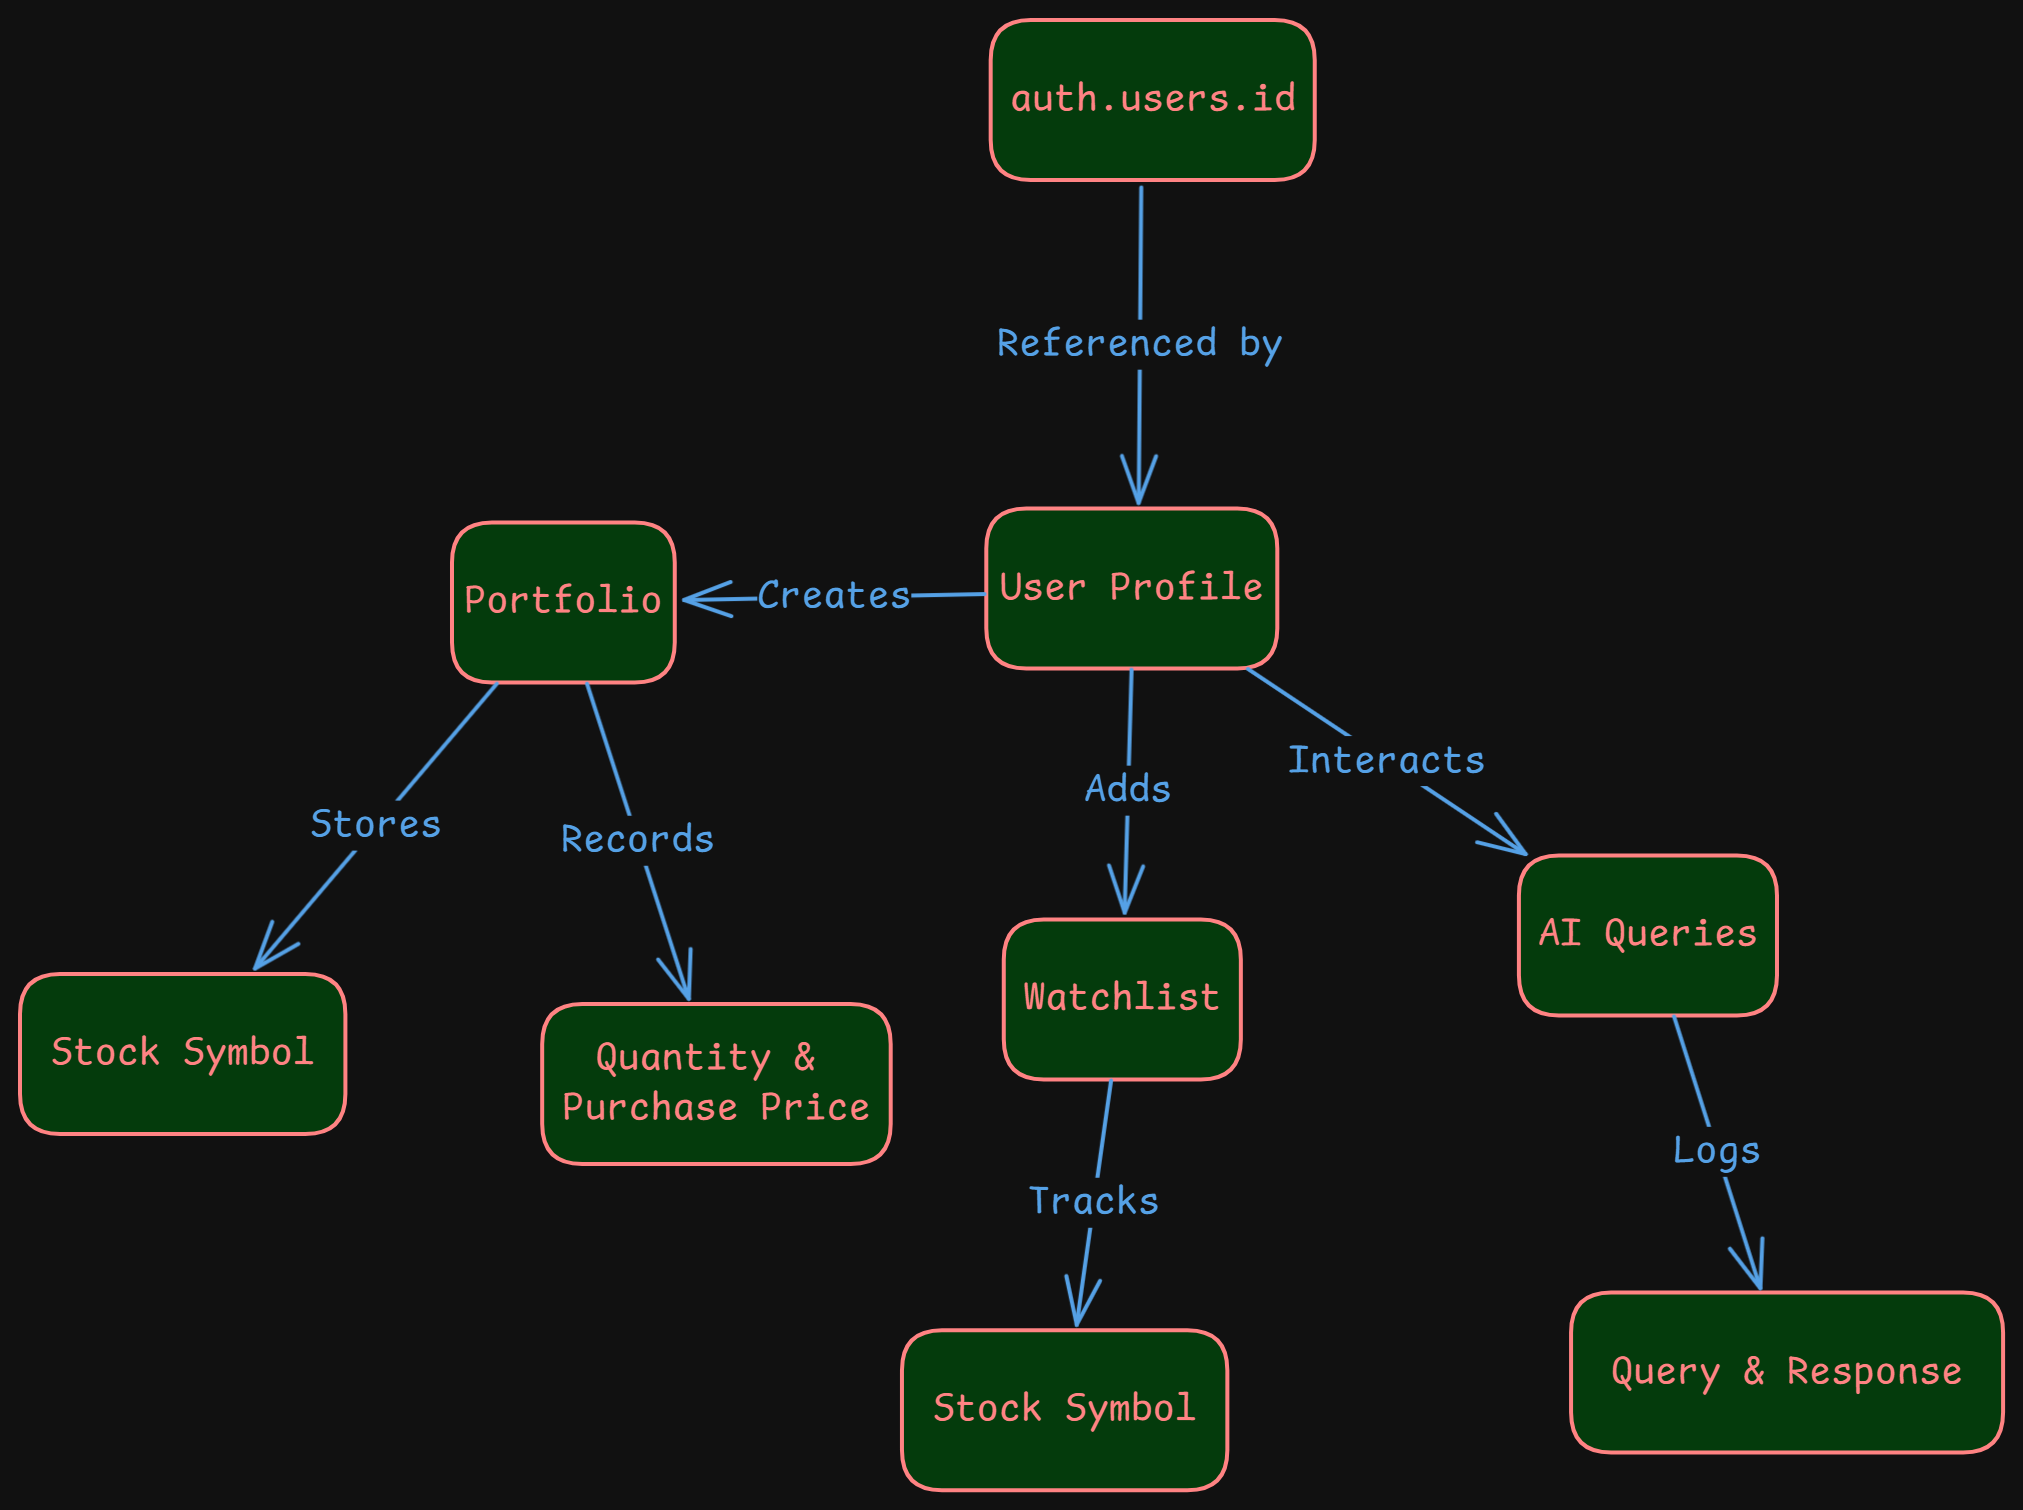 auth.users.id
Referenced by
Portfolio
Creates
User Profile
Stores
Records
Adds
Interacts
AI Queries
Watchlist
Stock Symbol
Quantity &
Purchase Price
Tracks
Logs
Stock Symbol
Query & Response